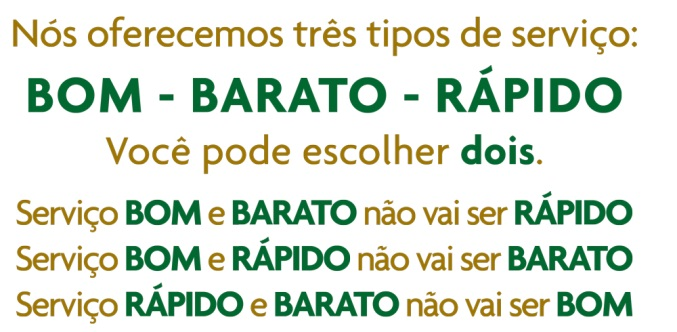 Nós oferecemos três tipos de serviço:
BOM - BARATO - RÁPIDO
Você pode escolher dois.
Serviço BOM e BARATO não vai ser RÁPIDO
Serviço BOM e RÁPIDO não vai ser BARATO
Serviço RÁPIDO e BARATO não vai ser BOM